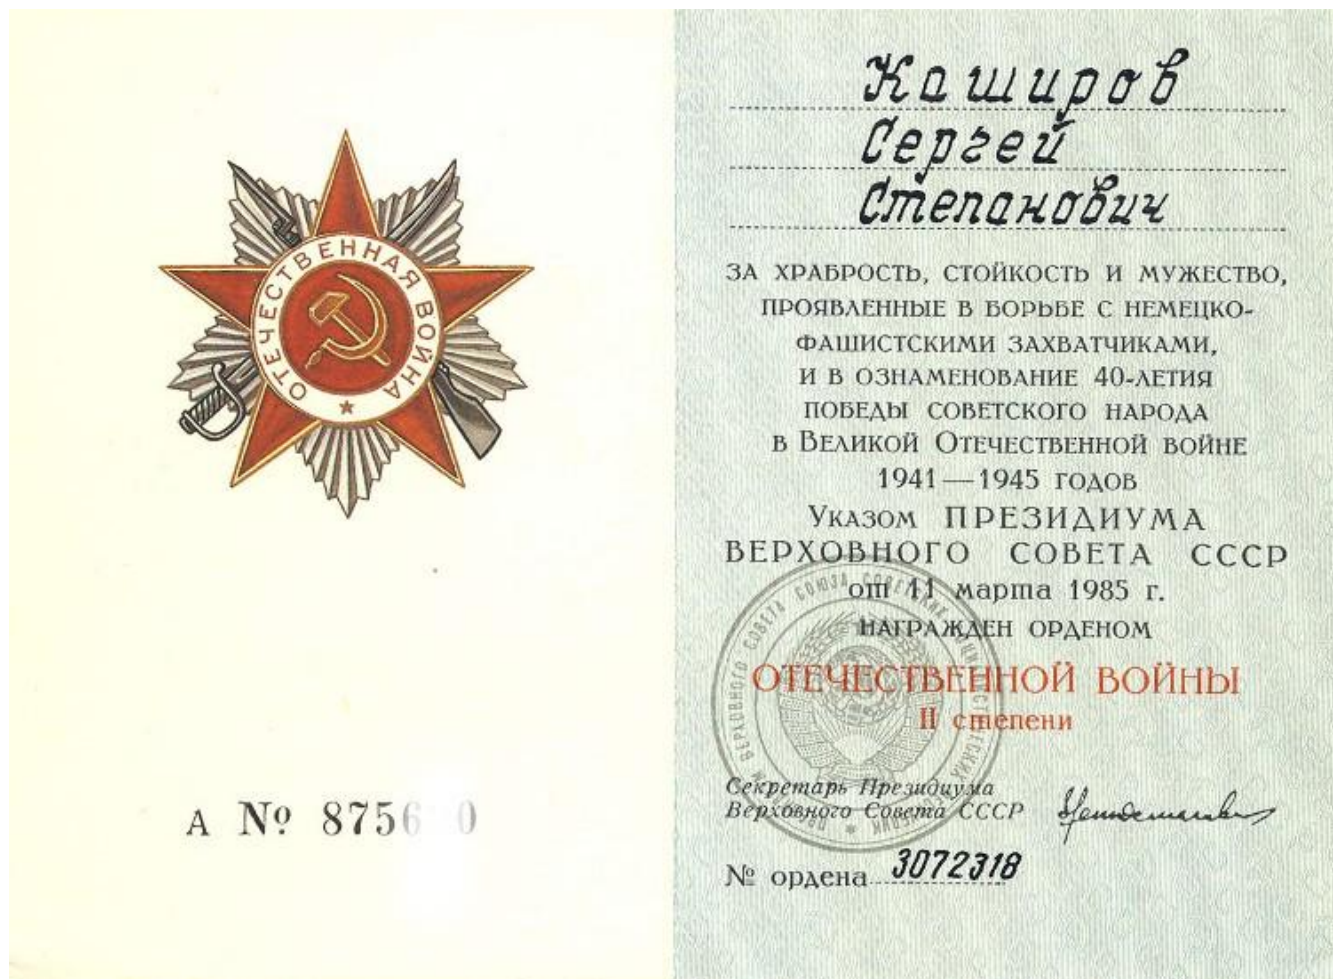 ОТЕЧЕСТВЕННАЯ ВОЙНА
А № 
Каширов
Сергей
Степанович
ЗА ХРАБРОСТЬ, СТОЙКОСТЬ И МУЖЕСТВО,
ПРОЯВЛЕННЫЕ В БОРЬБЕ С НЕМЕЦКО-
ФАШИСТСКИМИ ЗАХВАТЧИКАМИ,
И В ОЗНАМЕНОВАНИЕ 40-ЛЕТИЯ
ПОБЕДЫ СОВЕТСКОГО НАРОДА
В ВЕЛИКОЙ ОТЕЧЕСТВЕННОЙ ВОЙНЕ
1941—1945 ГОДОВ
УКАЗОМ ПРЕЗИДИУМА
ВЕРХОВНОГО СОВЕТА СССР
от 11 марта 1985 г.
НАГРАЖДЕН ОРДЕНОМ
ОТЕЧЕСТВЕННОЙ ВОЙНЫ
II степени
Секретарь Президиума
Верховного Совета СССР
№ ордена 3072318